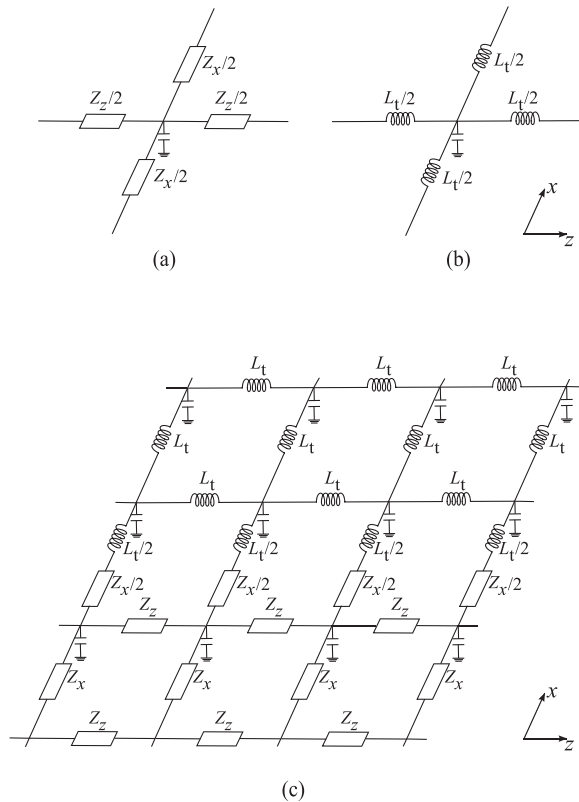 Z_x/2
Z_z/2 Z_z/2
Z_x/2
(a)
L_t/2
L_t/2 L_t/2
L_t/2
x
z
(b)
L_t L_t L_t
L_t L_t L_t L_t
L_t L_t L_t
L_t/2 L_t/2 L_t/2 L_t/2
Z_x/2 Z_x/2 Z_x/2 Z_x/2
Z_z Z_z Z_z
Z_x Z_x Z_x Z_x
Z_z Z_z Z_z
x
z
(c)